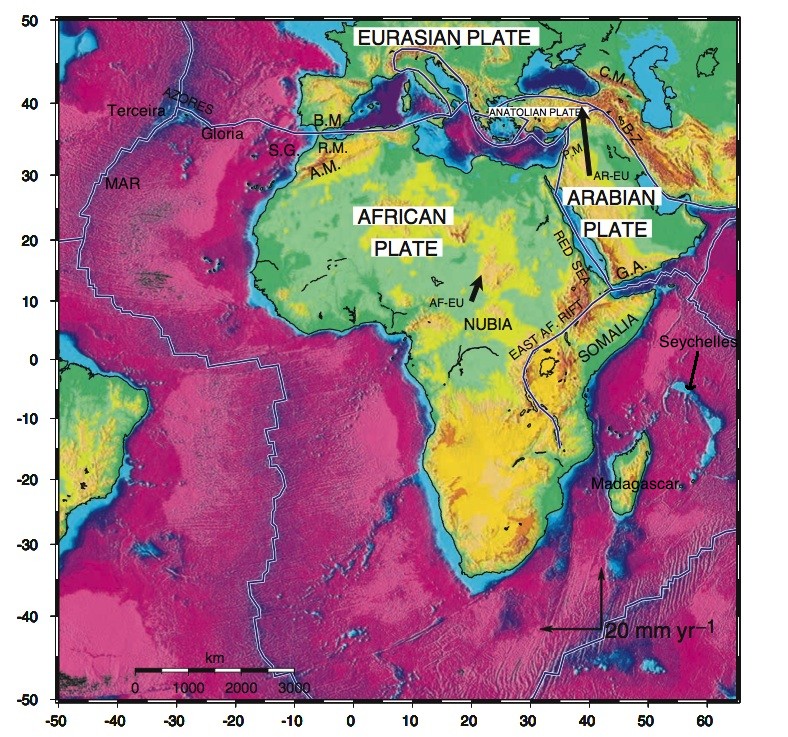 50
40
30
20
10
0
-10
-20
-30
-40
-50
EURASIAN PLATE
C.M.
AZORES
Terceira
ANATOLIAN PLATE
B.M.
B-Z
Gloria
S.G.
R.M.
P.M.
A.M.
AR-EU
MAR
ARABIAN
PLATE
AFRICAN
PLATE
RED SEA
G.A.
AF-EU
NUBIA
EAST AF. RIFT
SOMALIA
Seychelles
Madagascar
20 mm yr⁻¹
km
0 1000 2000 3000
-50 -40 -30 -20 -10 0 10 20 30 40 50 60